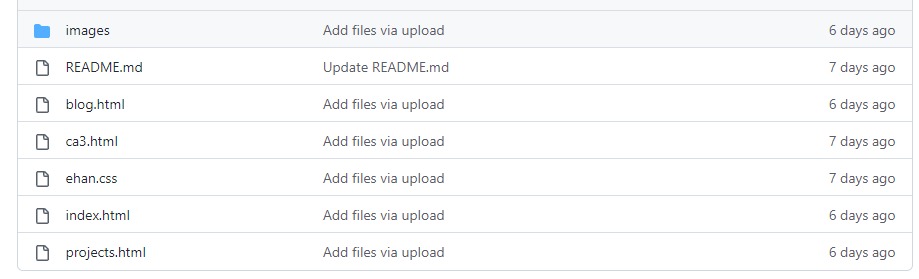 images Add files via upload 6 days ago
README.md Update README.md 7 days ago
blog.html Add files via upload 6 days ago
ca3.html Add files via upload 7 days ago
ehan.css Add files via upload 7 days ago
index.html Add files via upload 6 days ago
projects.html Add files via upload 6 days ago